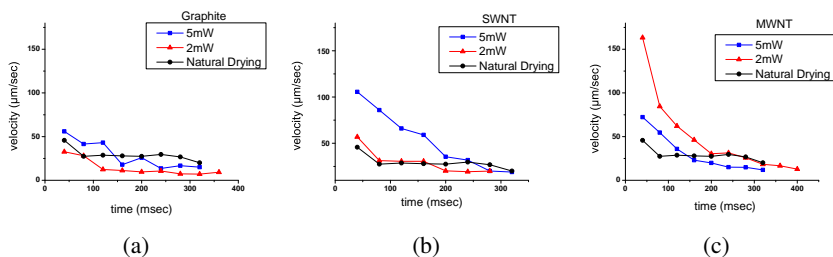 Graphite
5mW
2mW
Natural Drying
velocity (µm/sec)
150
100
50
0
0
100
200
300
400
time (msec)
(a)
SWNT
5mW
2mW
Natural Drying
velocity (µm/sec)
150
100
50
0
100
200
300
time (msec)
(b)
MWNT
5mW
2mW
Natural Drying
velocity (µm/sec)
150
100
50
0
0
100
200
300
400
time (msec)
(c)